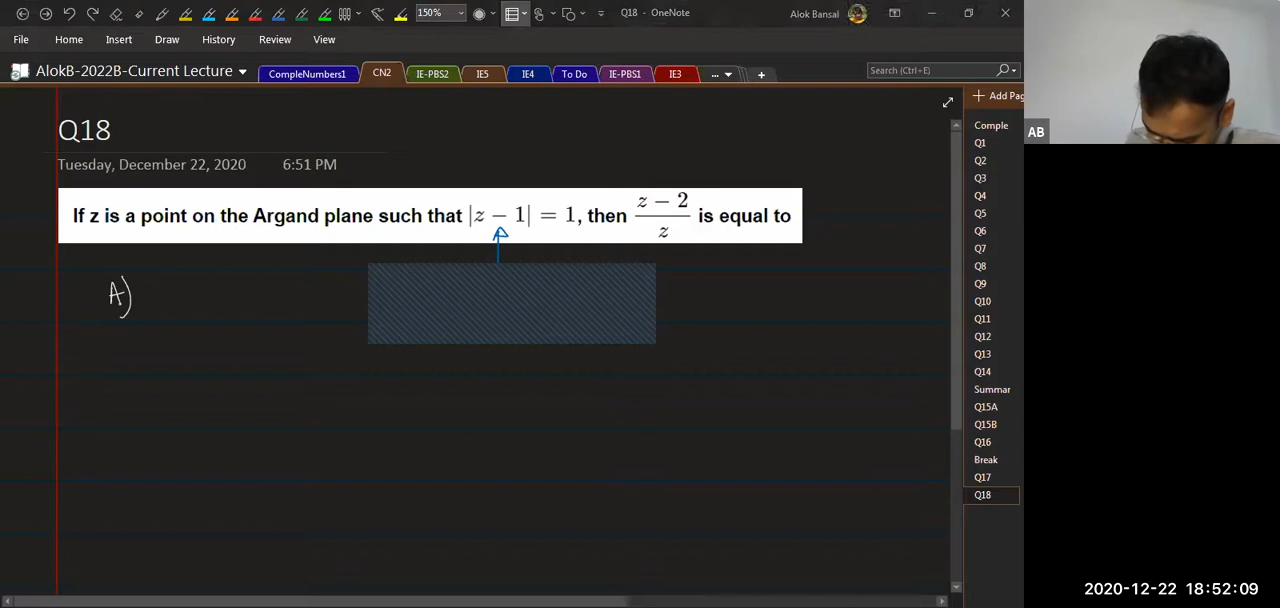 150%
Q18 - OneNote
Alok Bansal
File Home Insert Draw History Review View
AlokB-2022B-Current Lecture
CompleNumbers1 CN2 IE-PBS2 IE5 IE4 To Do IE-PBS1 IE3 ... +
Search (Ctrl+E)
+ Add Pag
Q18
Tuesday, December 22, 2020 6:51 PM
If z is a point on the Argand plane such that |z − 1| = 1, then \frac{z − 2}{z} is equal to
A)
Comple
Q1
Q2
Q3
Q4
Q5
Q6
Q7
Q8
Q9
Q10
Q11
Q12
Q13
Q14
Summar
Q15A
Q15B
Q16
Break
Q17
Q18
AB
2020-12-22 18:52:09